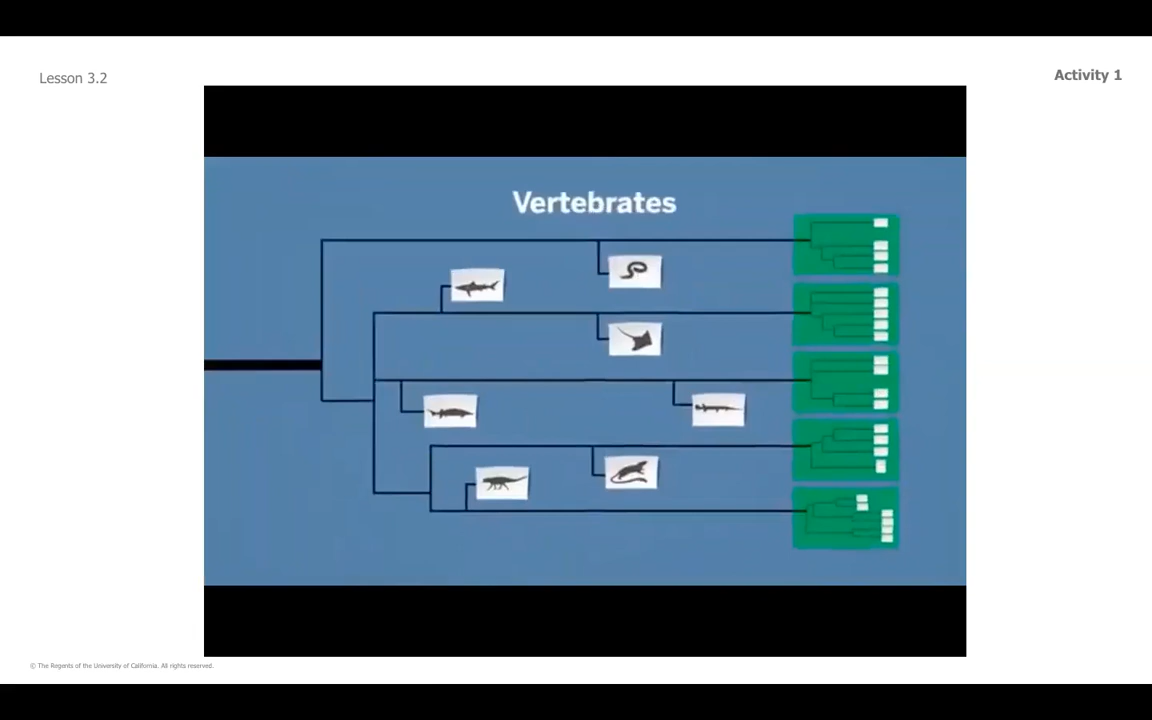 Lesson 3.2
Activity 1
Vertebrates
© The Regents of the University of California. All rights reserved.